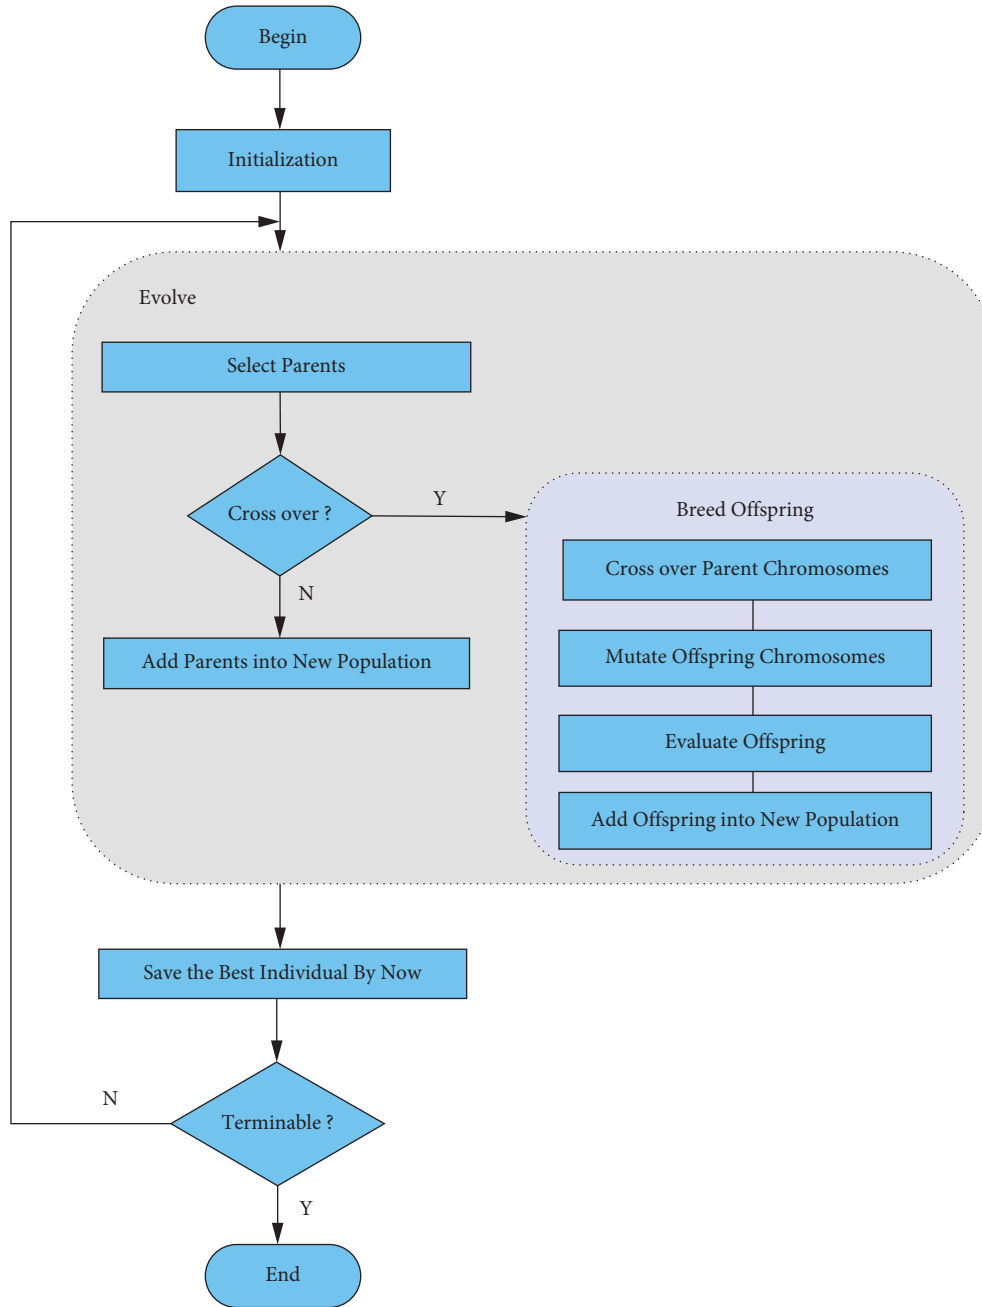 Begin
Initialization
Evolve
Select Parents
Cross over ?
Y
N
Add Parents into New Population
Breed Offspring
Cross over Parent Chromosomes
Mutate Offspring Chromosomes
Evaluate Offspring
Add Offspring into New Population
Save the Best Individual By Now
N
Terminable ?
Y
End